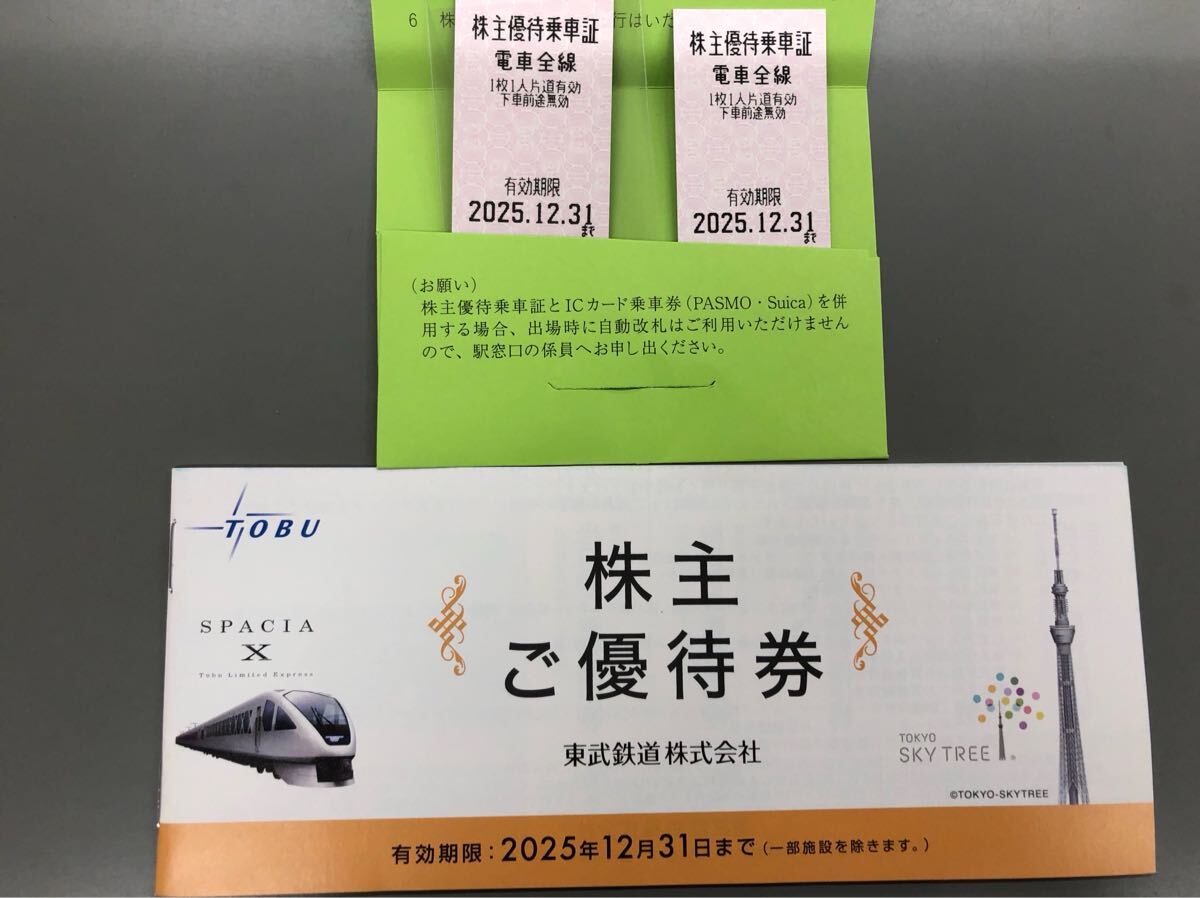 6 株
行はいた
株主優待乗車証
電車全線
1枚1人片道有効
下車前途無効
有効期限
2025.12.31
まで
株主優待乗車証
電車全線
1枚1人片道有効
下車前途無効
有効期限
2025.12.31
まで
(お願い)
株主優待乗車証とICカード乗車券(PASMO・Suica)を併
用する場合、出場時に自動改札はご利用いただけません
ので、駅窓口の係員へお申し出ください。
TOBU
SPACIA
X
Tobu Limited Express
株主
ご優待券
東武鉄道株式会社
TOKYO
SKYTREE®
©TOKYO-SKYTREE
有効期限:2025年12月31日まで(一部施設を除きます。)